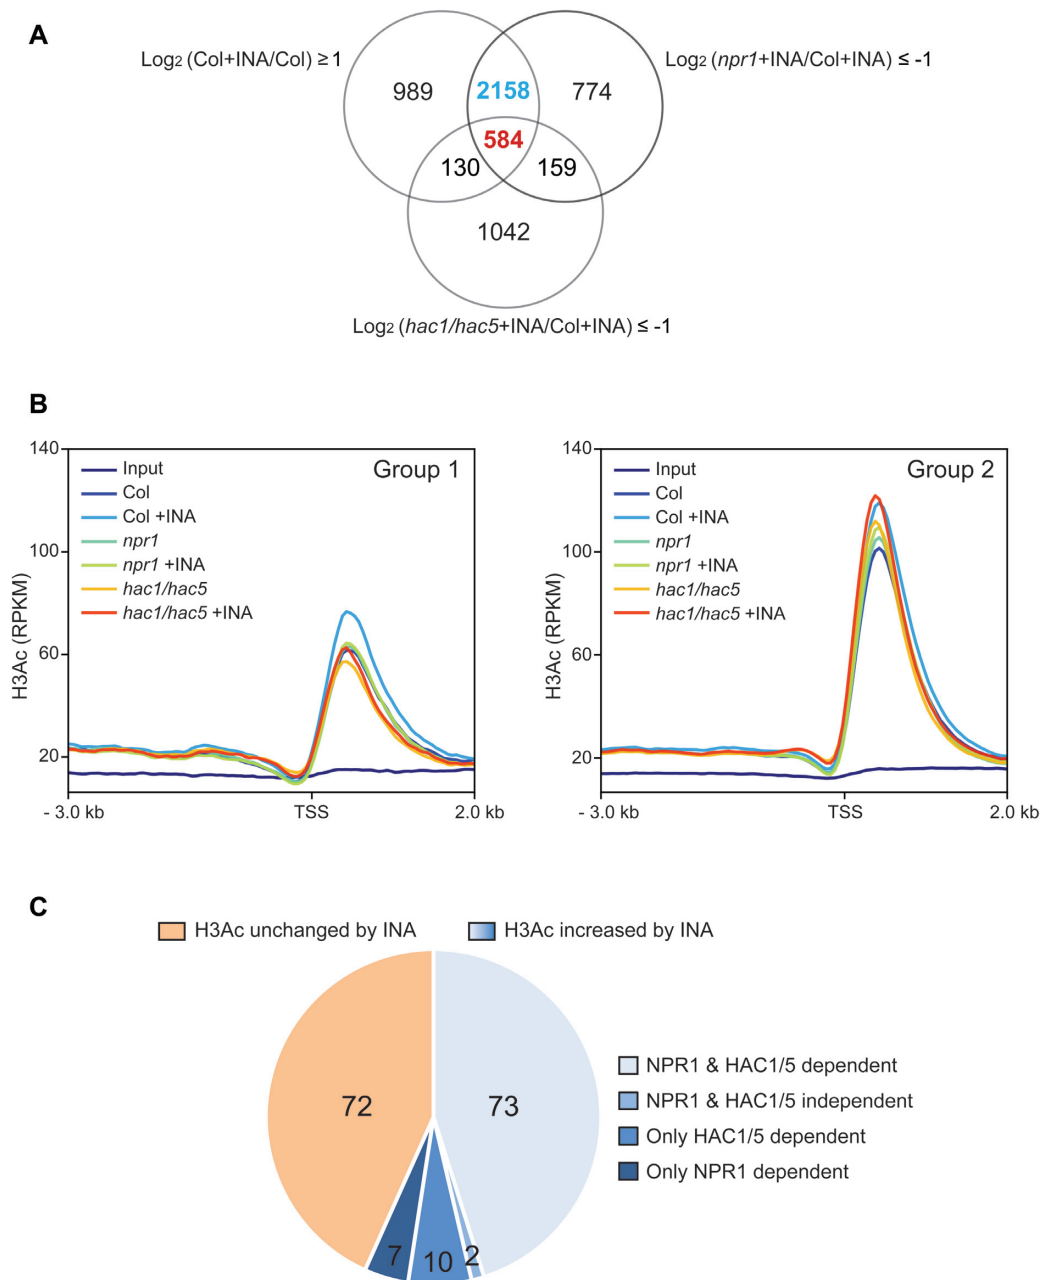 A
Log2 (Col+INA/Col) ≥ 1
Log2 (npr1+INA/Col+INA) ≤ -1
989
2158
774
584
130
159
1042
Log2 (hac1/hac5+INA/Col+INA) ≤ -1
B
140
100
60
20
H3Ac (RPKM)
Input
Col
Col +INA
npr1
npr1 +INA
hac1/hac5
hac1/hac5 +INA
Group 1
- 3.0 kb
TSS
2.0 kb
140
100
60
20
H3Ac (RPKM)
Input
Col
Col +INA
npr1
npr1 +INA
hac1/hac5
hac1/hac5 +INA
Group 2
- 3.0 kb
TSS
2.0 kb
C
H3Ac unchanged by INA
H3Ac increased by INA
72
73
7
10
2
NPR1 & HAC1/5 dependent
NPR1 & HAC1/5 independent
Only HAC1/5 dependent
Only NPR1 dependent